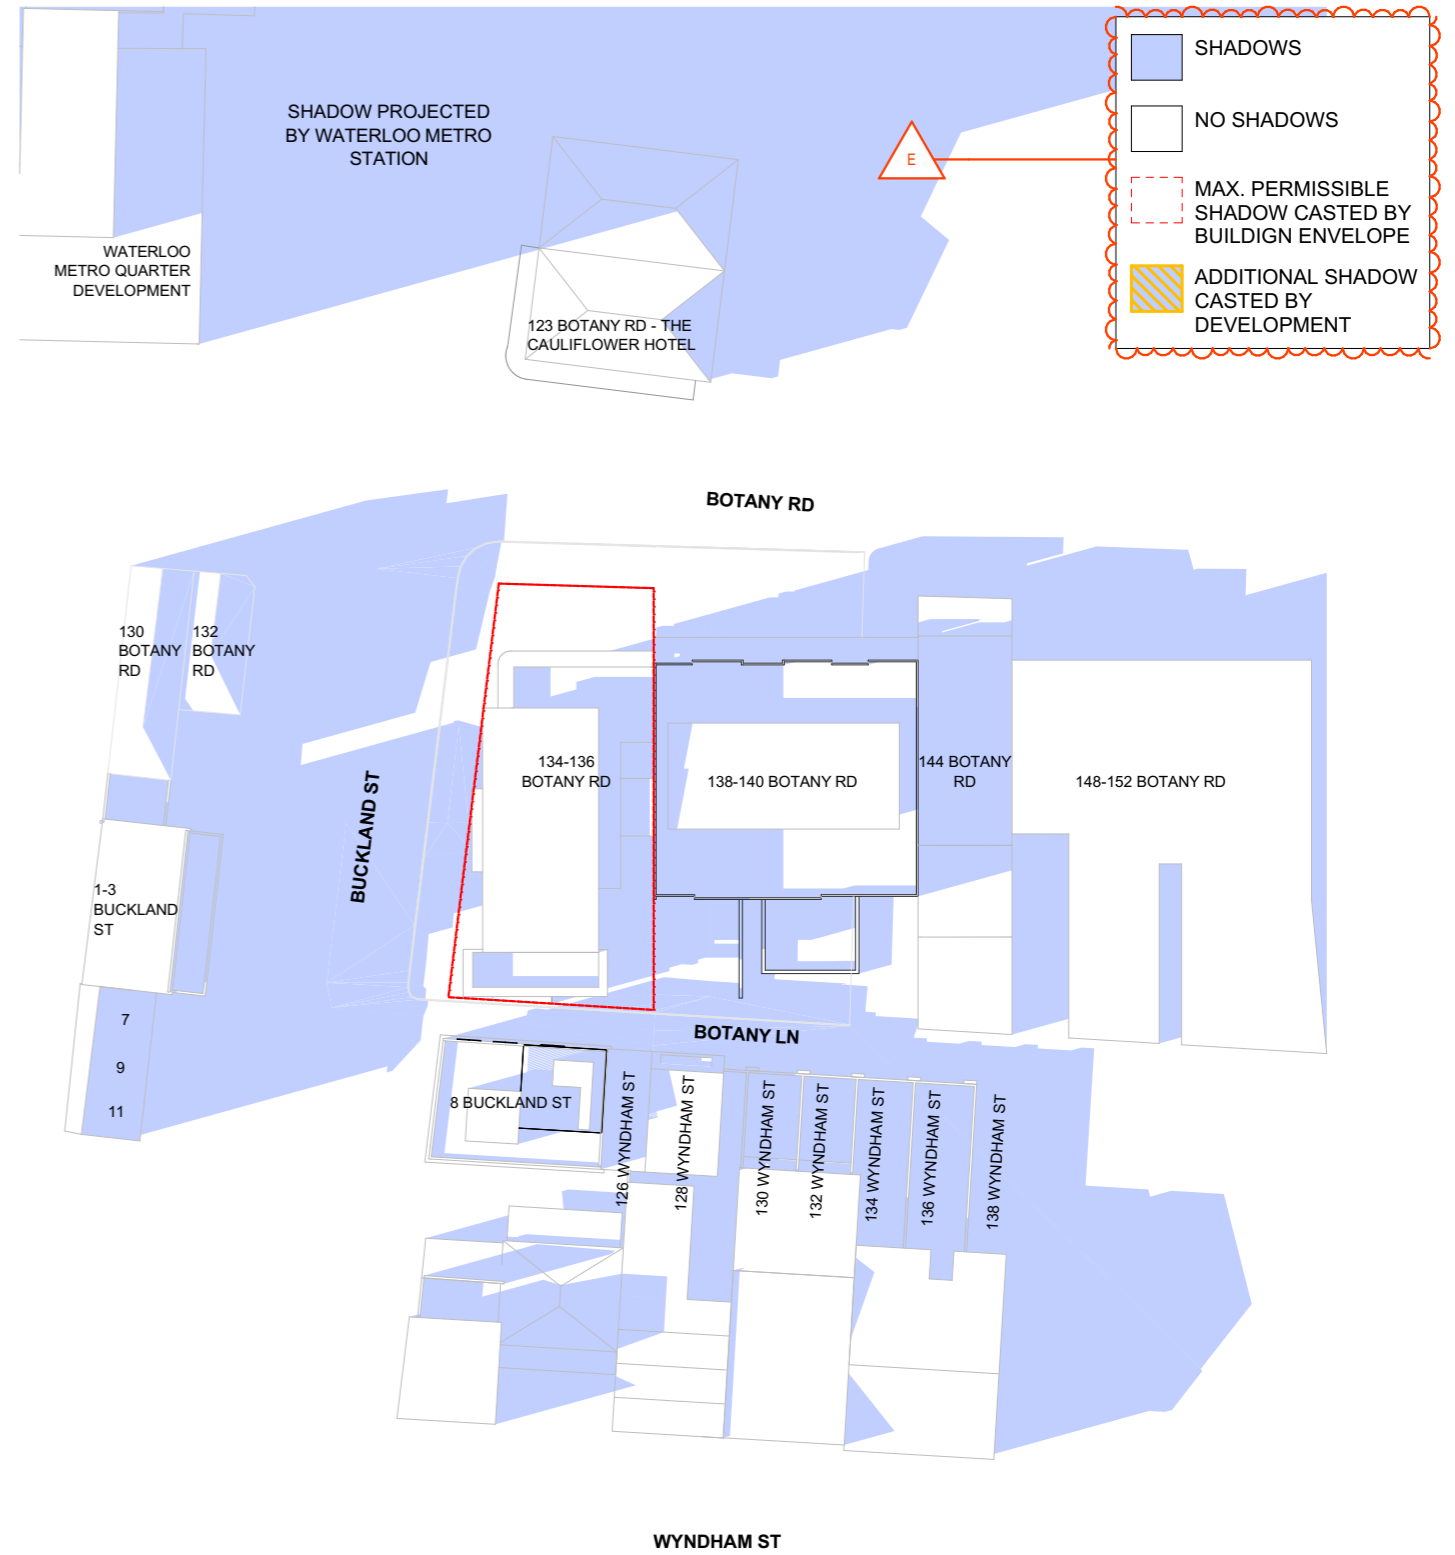 SHADOWS
NO SHADOWS
MAX. PERMISSIBLE
SHADOW CASTED BY
BUILDIGN ENVELOPE
ADDITIONAL SHADOW
CASTED BY
DEVELOPMENT
E
SHADOW PROJECTED
BY WATERLOO METRO
STATION
WATERLOO
METRO QUARTER
DEVELOPMENT
123 BOTANY RD - THE
CAULIFLOWER HOTEL
BOTANY RD
130
BOTANY
RD
132
BOTANY
RD
BUCKLAND ST
134-136
BOTANY RD
138-140 BOTANY RD
144 BOTANY
RD
148-152 BOTANY RD
1-3
BUCKLAND
ST
7
9
11
BOTANY LN
8 BUCKLAND ST
126 WYNDHAM ST
128 WYNDHAM ST
130 WYNDHAM ST
132 WYNDHAM ST
134 WYNDHAM ST
136 WYNDHAM ST
138 WYNDHAM ST
WYNDHAM ST